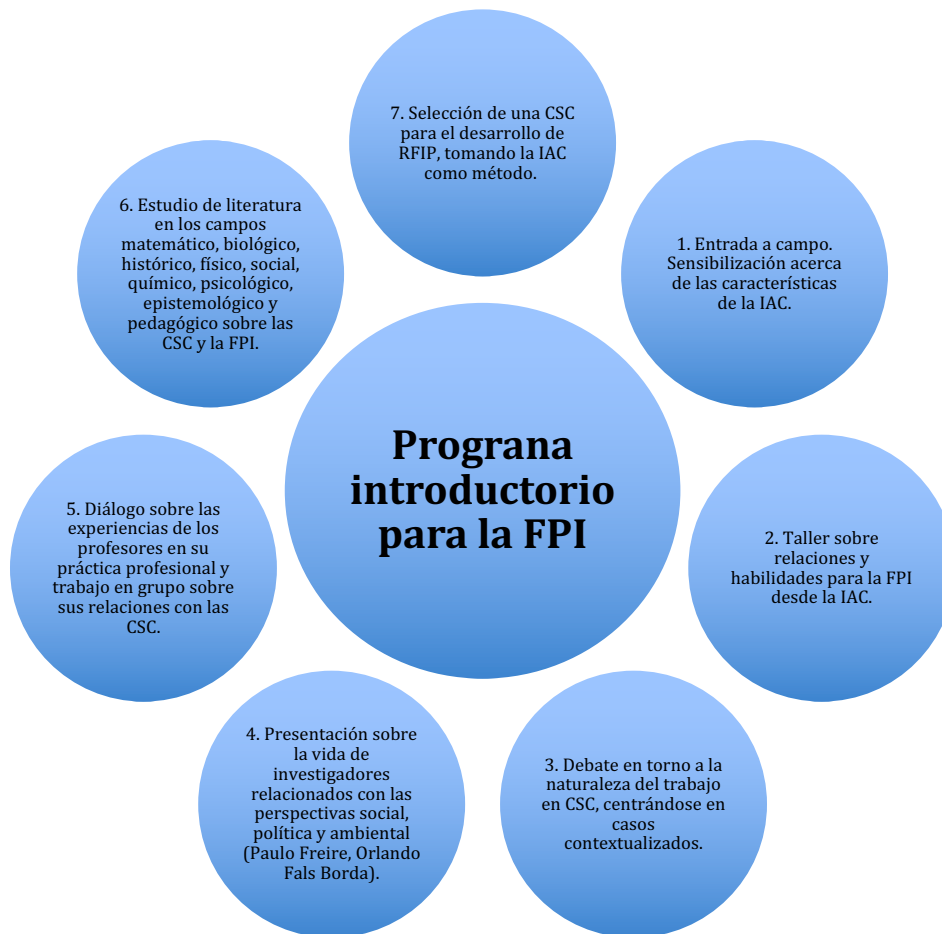 7. Selección de una CSC
para el desarrollo de
RFIP, tomando la IAC
como método.
6. Estudio de literatura
en los campos
matemático, biológico,
histórico, físico, social,
químico, psicológico,
epistemológico y
pedagógico sobre las
CSC y la FPI.
1. Entrada a campo.
Sensibilización acerca
de las características
de la IAC.
Prograna
introductorio
para la FPI
5. Diálogo sobre las
experiencias de los
profesores en su
práctica profesional y
trabajo en grupo sobre
sus relaciones con las
CSC.
2. Taller sobre
relaciones y
habilidades para la FPI
desde la IAC.
4. Presentación sobre
la vida de
investigadores
relacionados con las
perspectivas social,
política y ambiental
(Paulo Freire, Orlando
Fals Borda).
3. Debate en torno a la
naturaleza del trabajo
en CSC, centrándose en
casos
contextualizados.